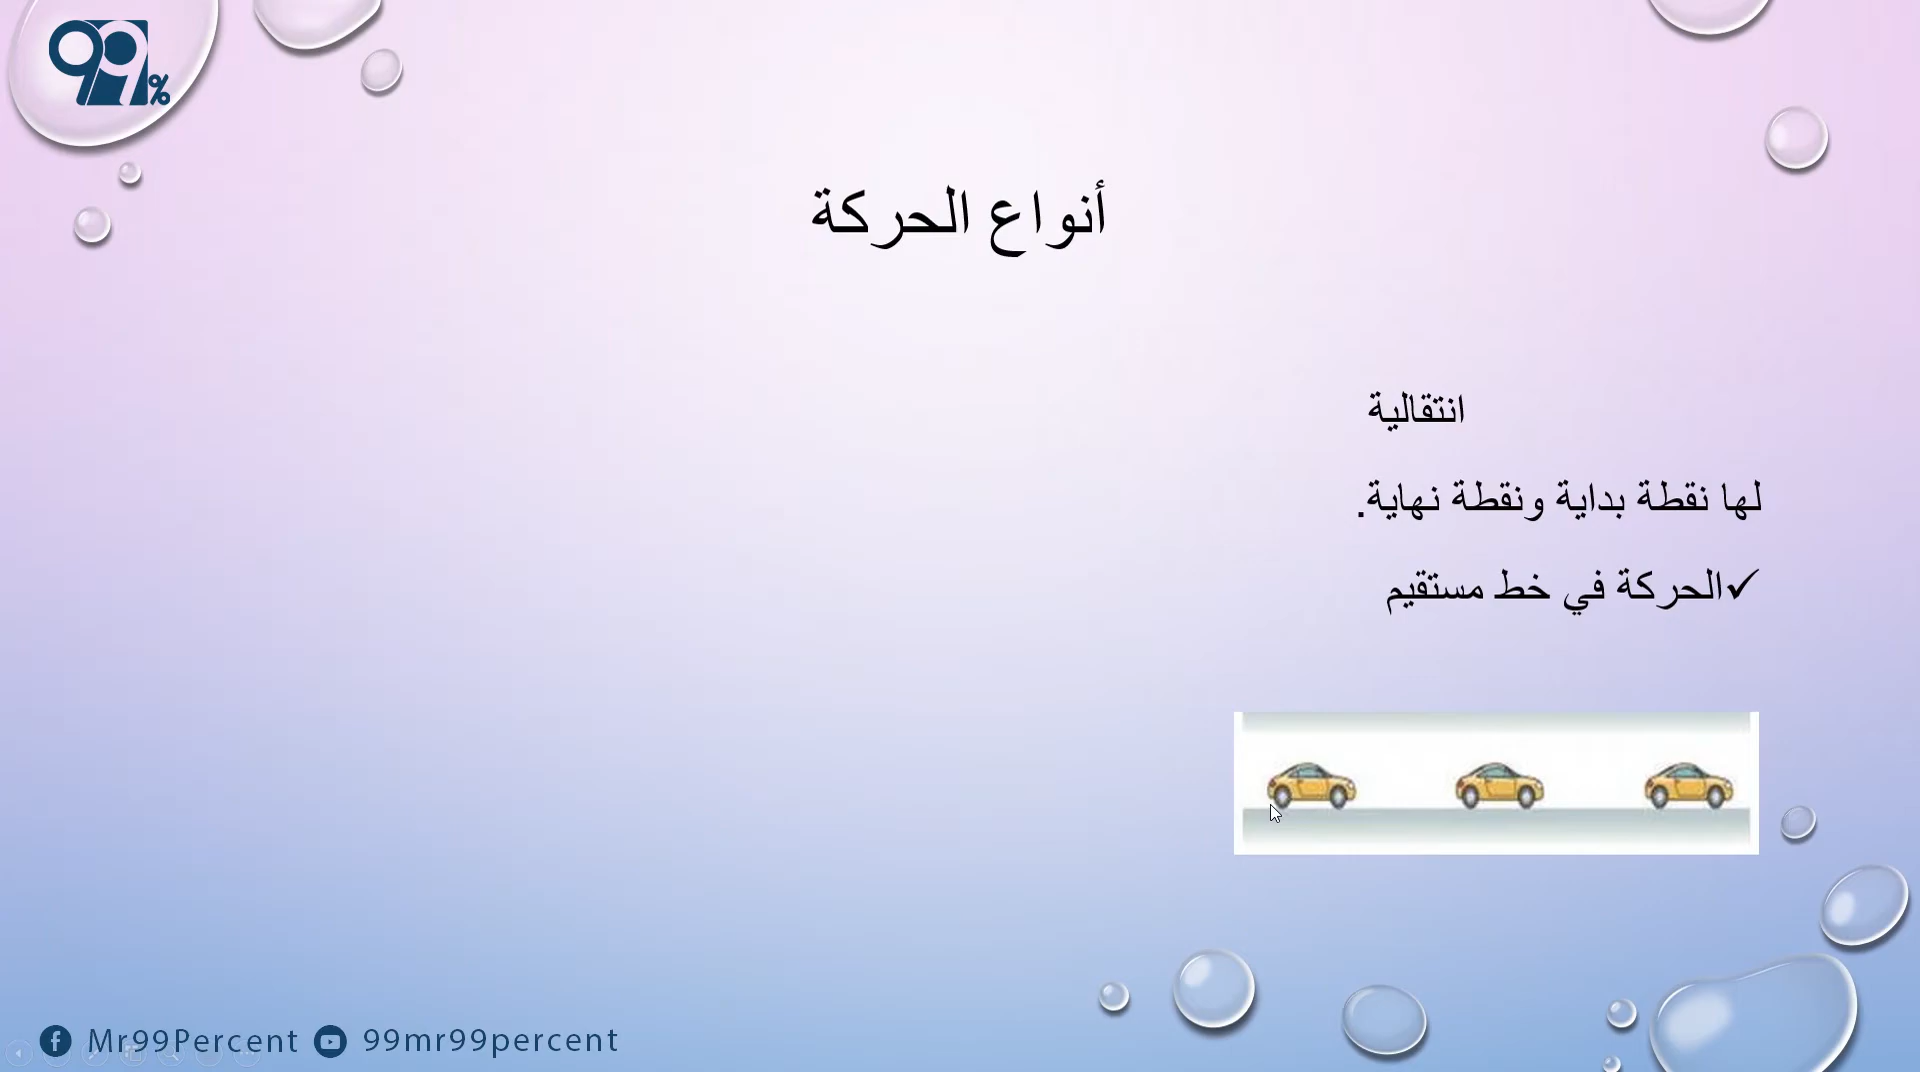 99%
أنواع الحركة
انتقالية
لها نقطة بداية ونقطة نهاية.
✓الحركة في خط مستقيم
Mr99Percent 99mr99percent